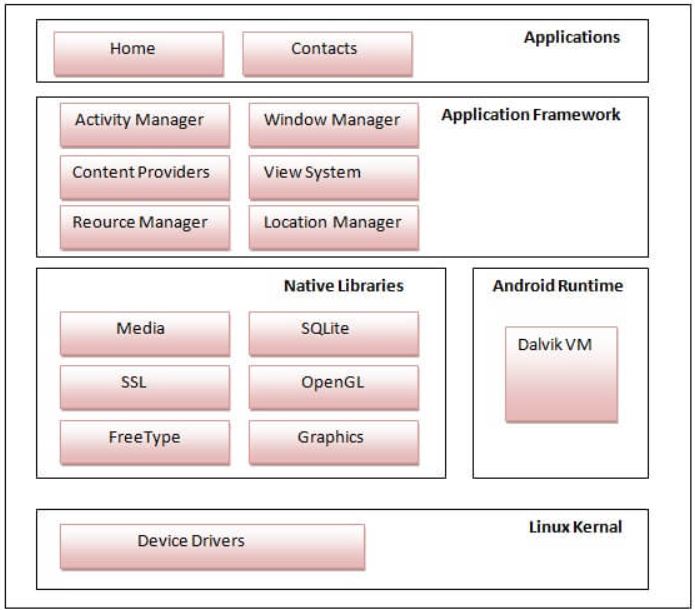 Applications
Home
Contacts
Application Framework
Activity Manager
Window Manager
Content Providers
View System
Reource Manager
Location Manager
Native Libraries
Media
SQLite
SSL
OpenGL
FreeType
Graphics
Android Runtime
Dalvik VM
Linux Kernel
Device Drivers